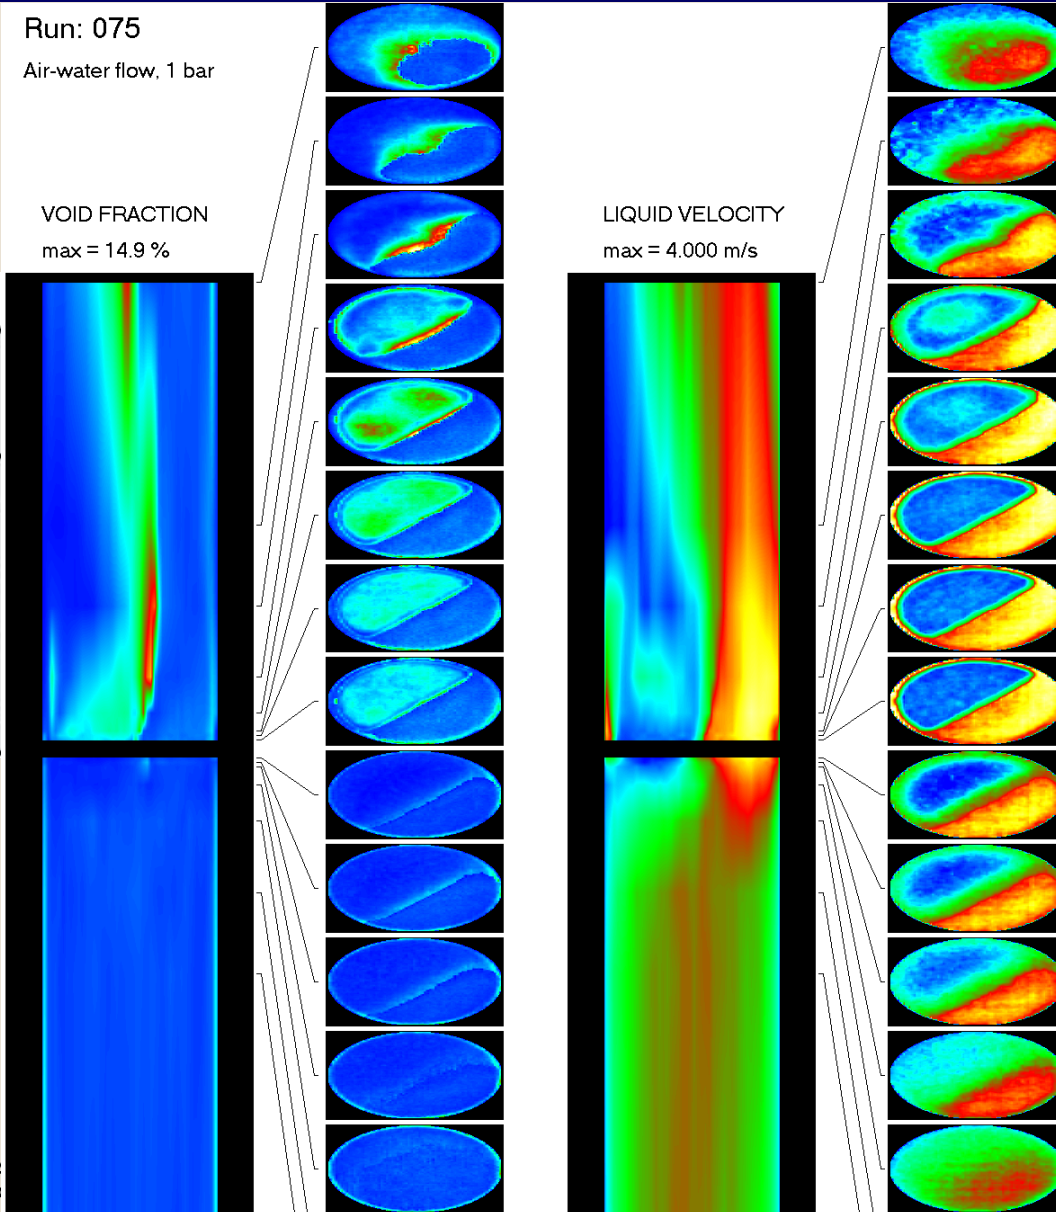 Run: 075
Air-water flow, 1 bar
VOID FRACTION
max = 14.9 %
LIQUID VELOCITY
max = 4.000 m/s